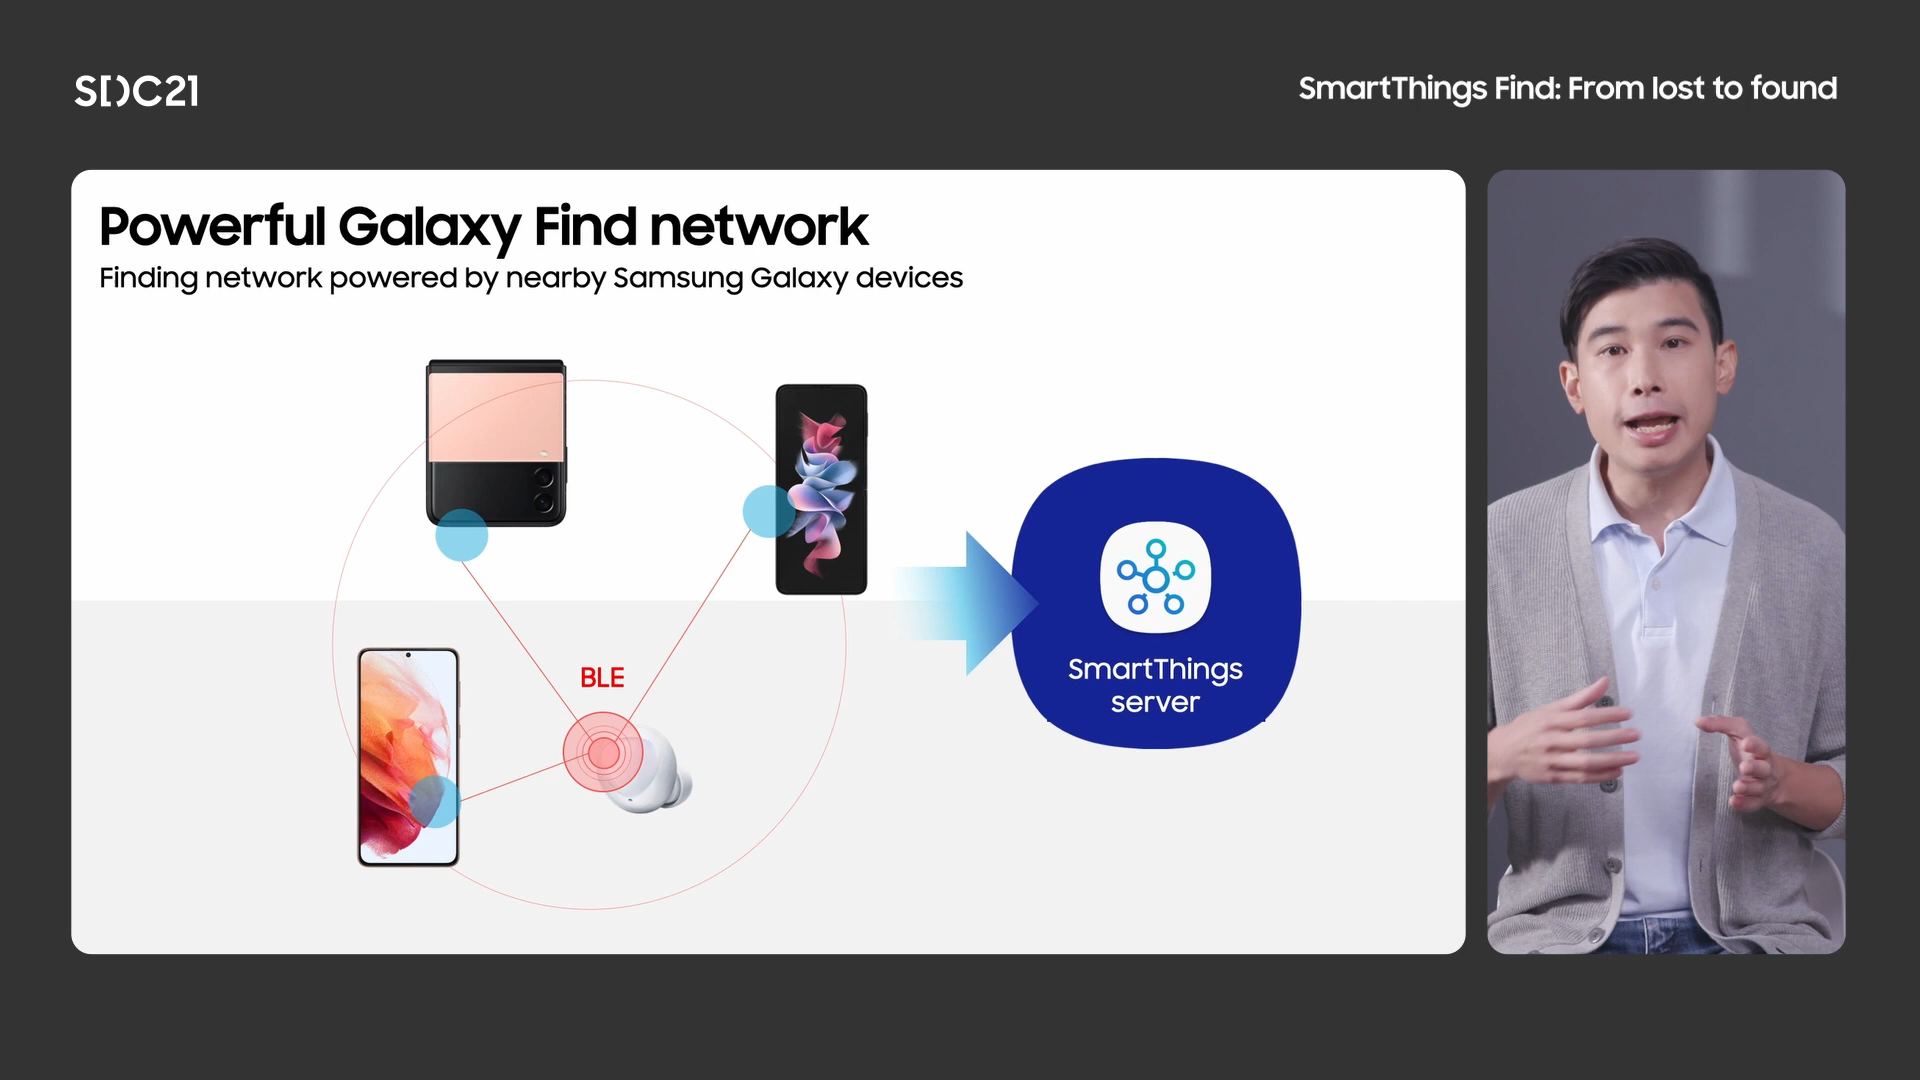 SDC21
SmartThings Find: From lost to found
Powerful Galaxy Find network
Finding network powered by nearby Samsung Galaxy devices
BLE
SmartThings
server